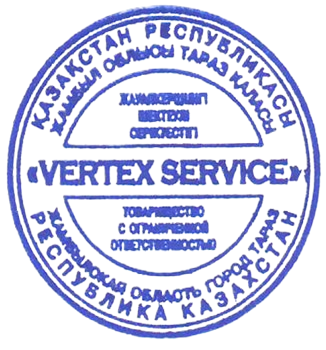 ҚАЗАҚСТАН РЕСПУБЛИКАСЫ
ЖАМБЫЛ ОБЛЫСЫ ТАРАЗ ҚАЛАСЫ
ЖАУАПКЕРШІЛІГІ
ШЕКТЕУЛІ
СЕРІКТЕСТІГІ
«VERTEX SERVICE»
ТОВАРИЩЕСТВО
С ОГРАНИЧЕННОЙ
ОТВЕТСТВЕННОСТЬЮ
ЖАМБЫЛСКАЯ ОБЛАСТЬ ГОРОД ТАРАЗ
РЕСПУБЛИКА КАЗАХСТАН